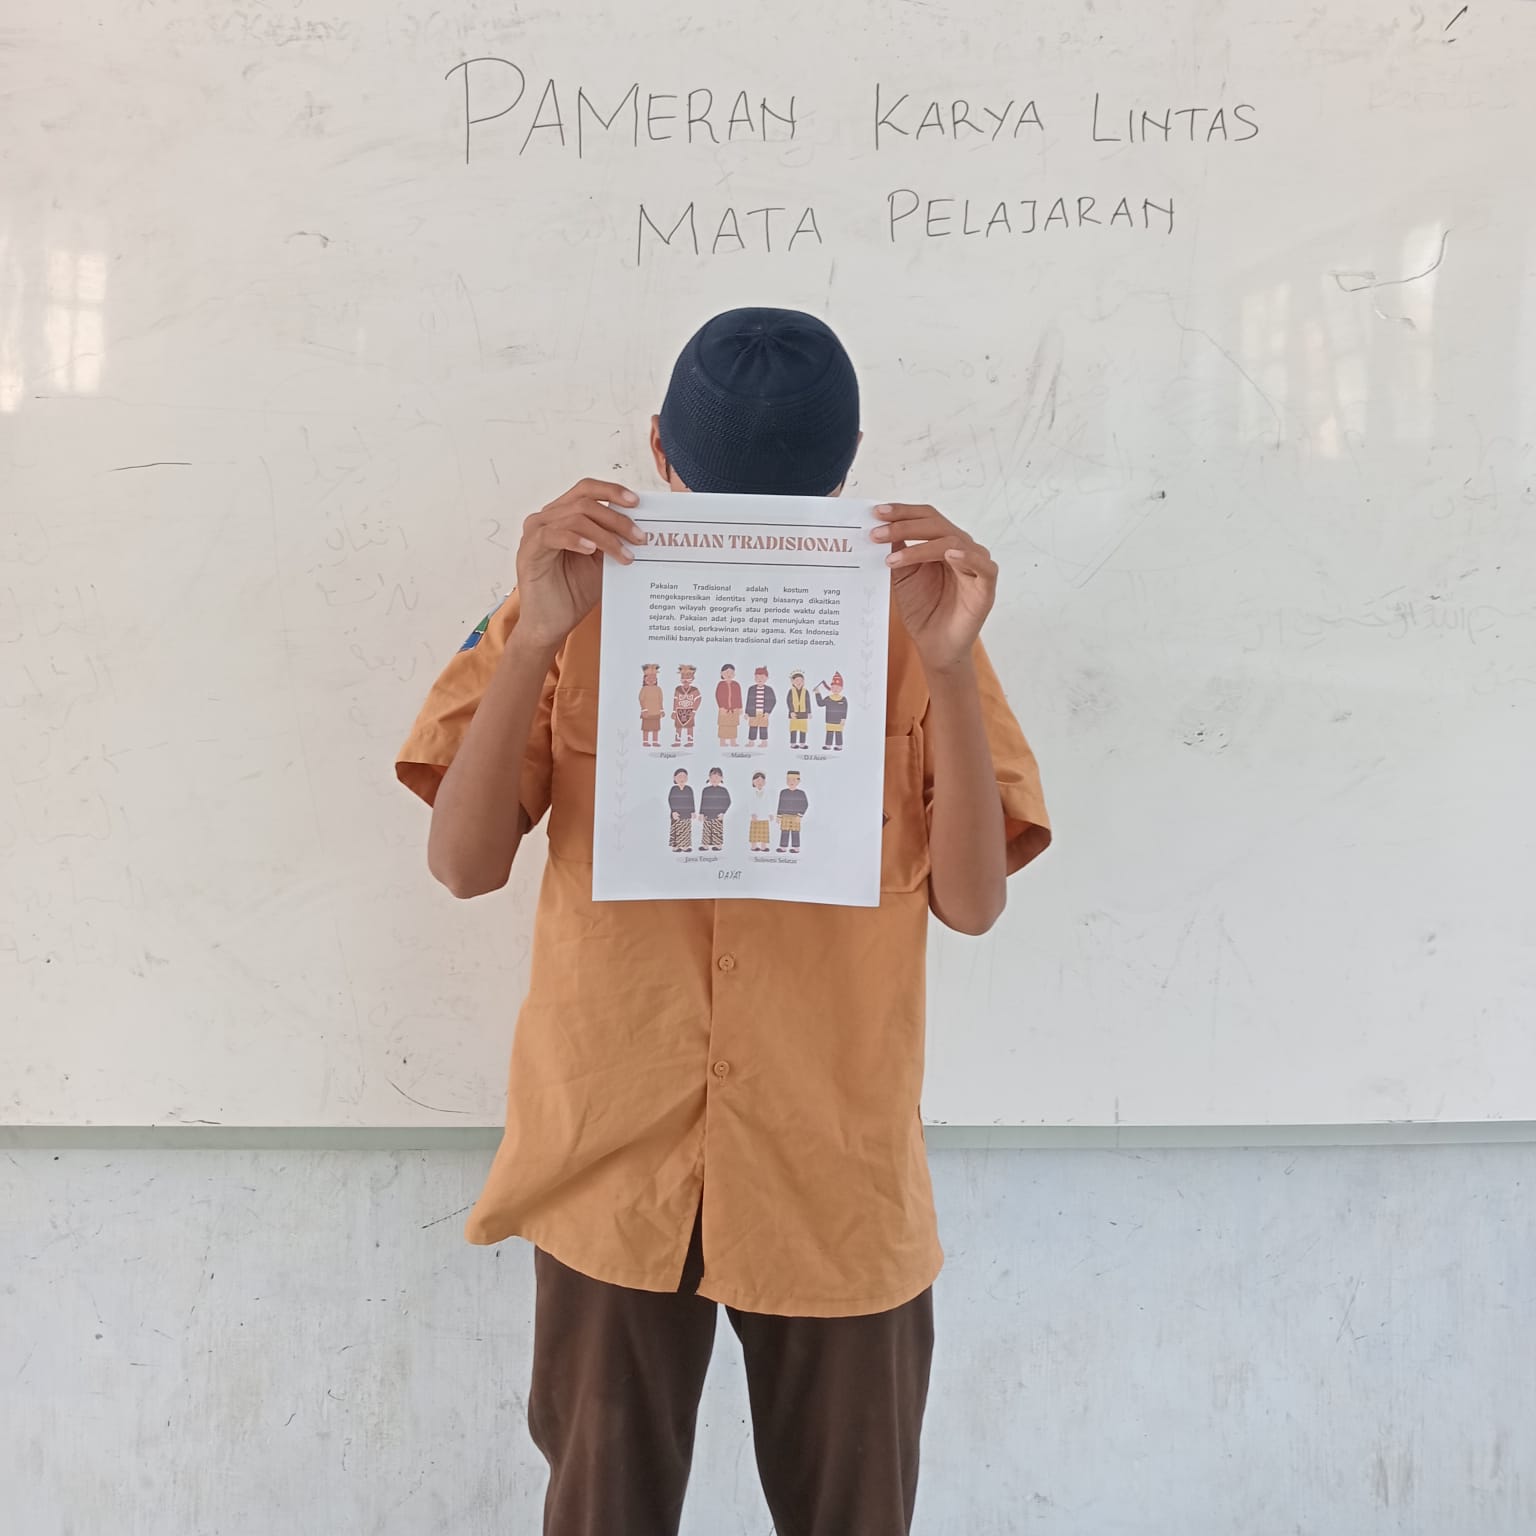 PAMERAN KARYA LINTAS
MATA PELAJARAN
PAKAIAN TRADISIONAL
Pakaian Tradisional adalah kostum yang
mengekspresikan identitas yang biasanya dikaitkan
dengan wilayah geografis atau periode waktu dalam
sejarah. Pakaian adat juga dapat menunjukan status
status sosial, perkawinan atau agama. Kos Indonesia
memiliki banyak pakaian tradisional dari setiap daerah.
Papua Madura D.I Aceh
Jawa Tengah Sulawesi Selatan
DAYAT